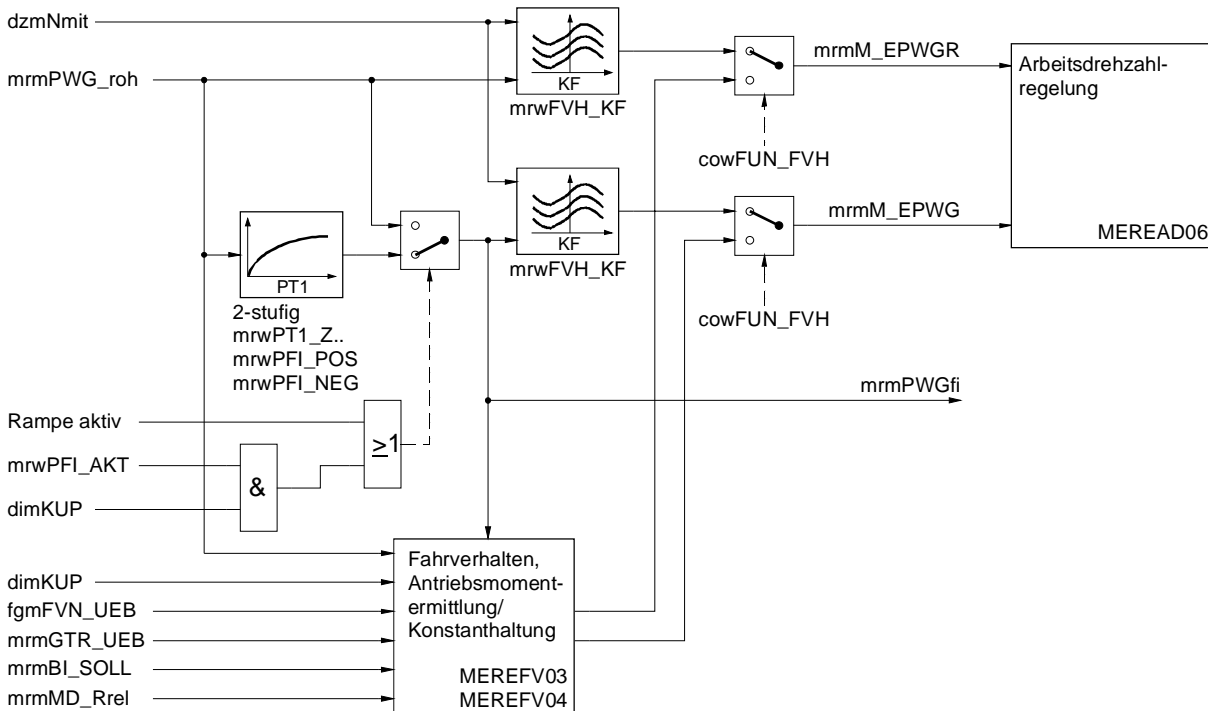 dzmNmit
mrmPWG_roh
KF
mrwFVH_KF
mrmM_EPWGR
cowFUN_FVH
Arbeitsdrehzahl-
regelung
MEREAD06
PT1
2-stufig
mrwPT1_Z..
mrwPFI_POS
mrwPFI_NEG
KF
mrwFVH_KF
mrmM_EPWG
cowFUN_FVH
mrmPWGfi
Rampe aktiv
mrwPFI_AKT
dimKUP
&
≥1
dimKUP
fgmFVN_UEB
mrmGTR_UEB
mrmBI_SOLL
mrmMD_Rrel
Fahrverhalten,
Antriebsmoment-
ermittlung/
Konstanthaltung
MEREFV03
MEREFV04